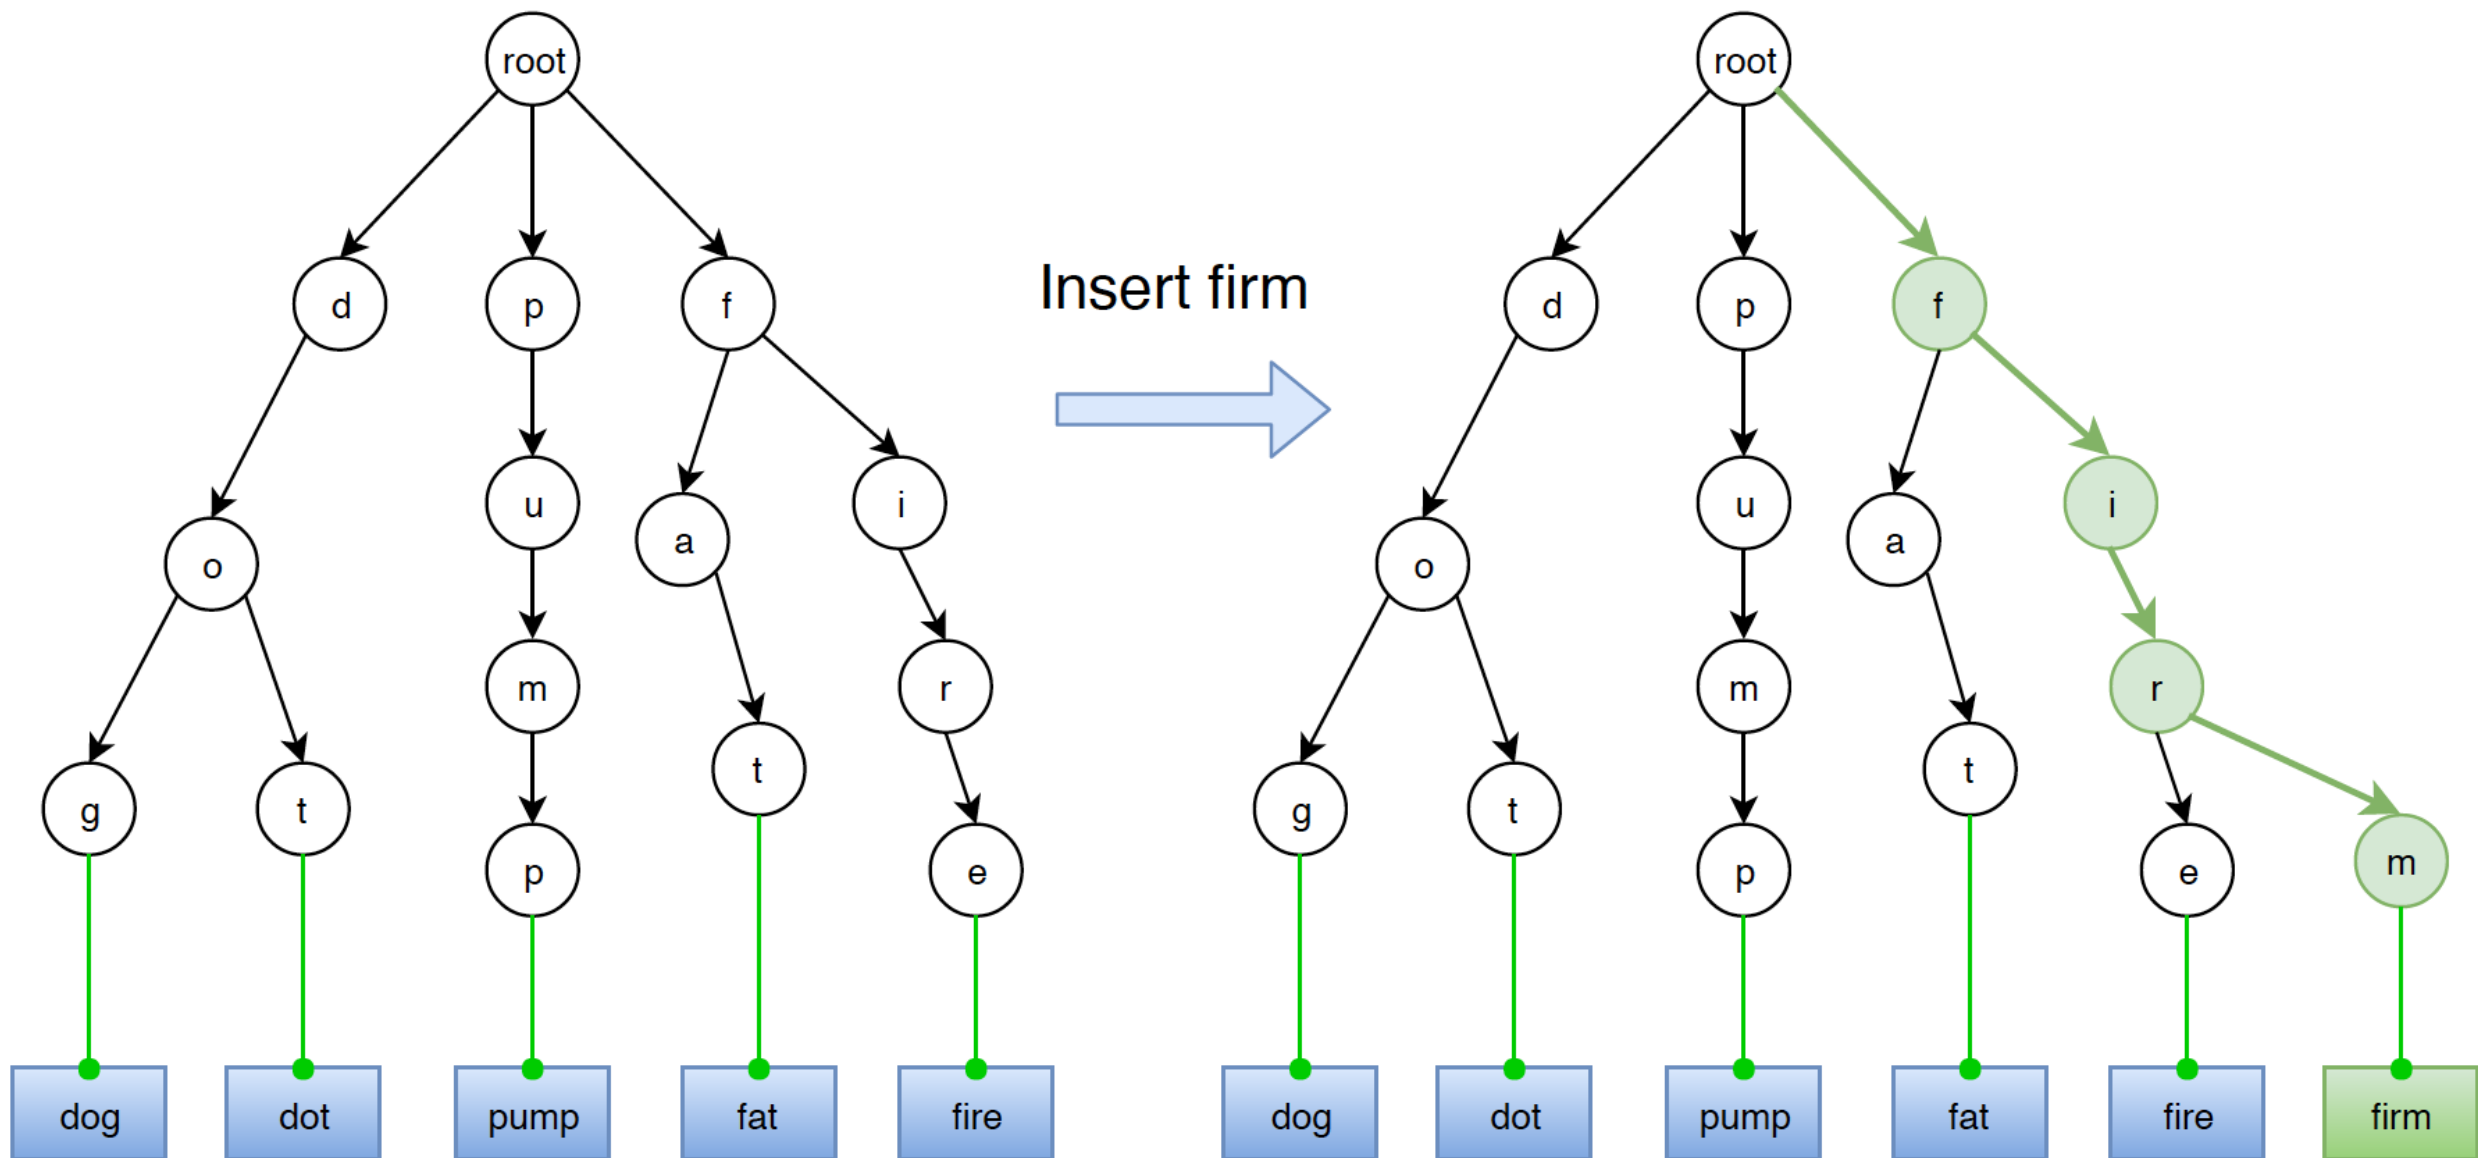 root
root
d
p
f
Insert firm
d
p
f
u
i
u
i
a
a
o
o
m
r
m
r
t
t
g
t
g
t
p
e
p
e
m
dog
dot
pump
fat
fire
dog
dot
pump
fat
fire
firm